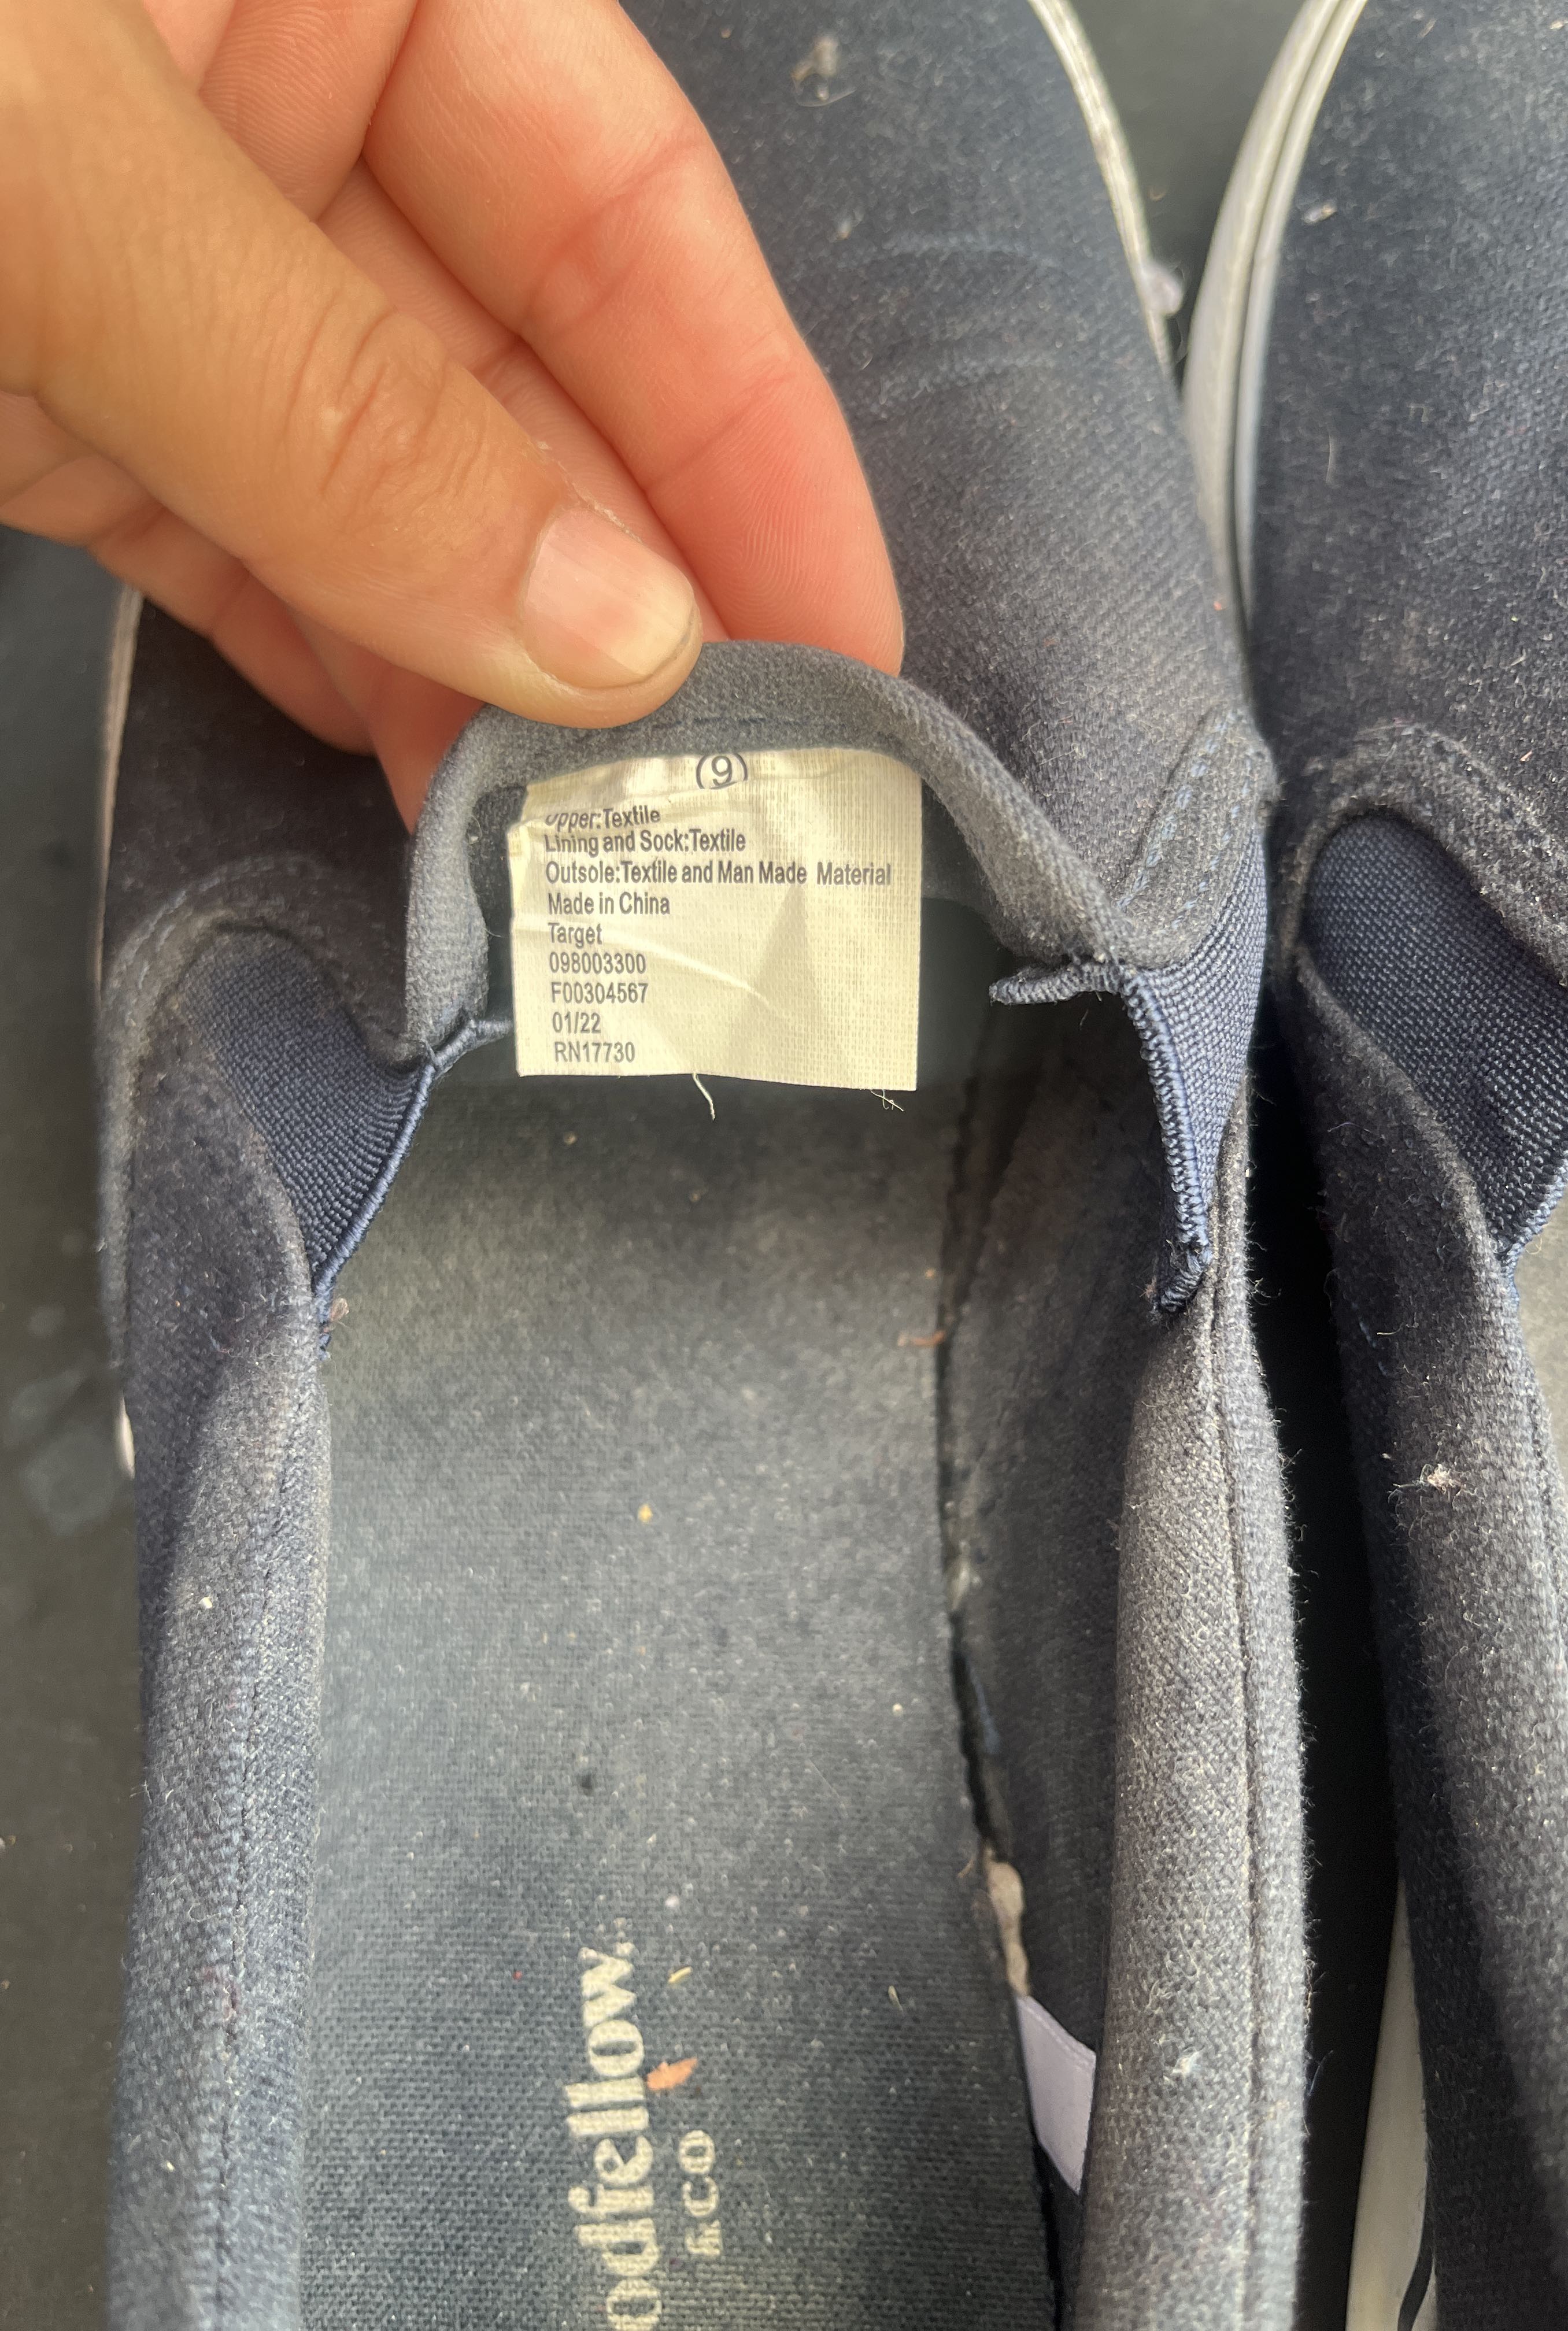 (9)
Upper:Textile
Lining and Sock:Textile
Outsole:Textile and Man Made Material
Made in China
Target
098003300
F00304567
01/22
RN17730
odfellow
& CO